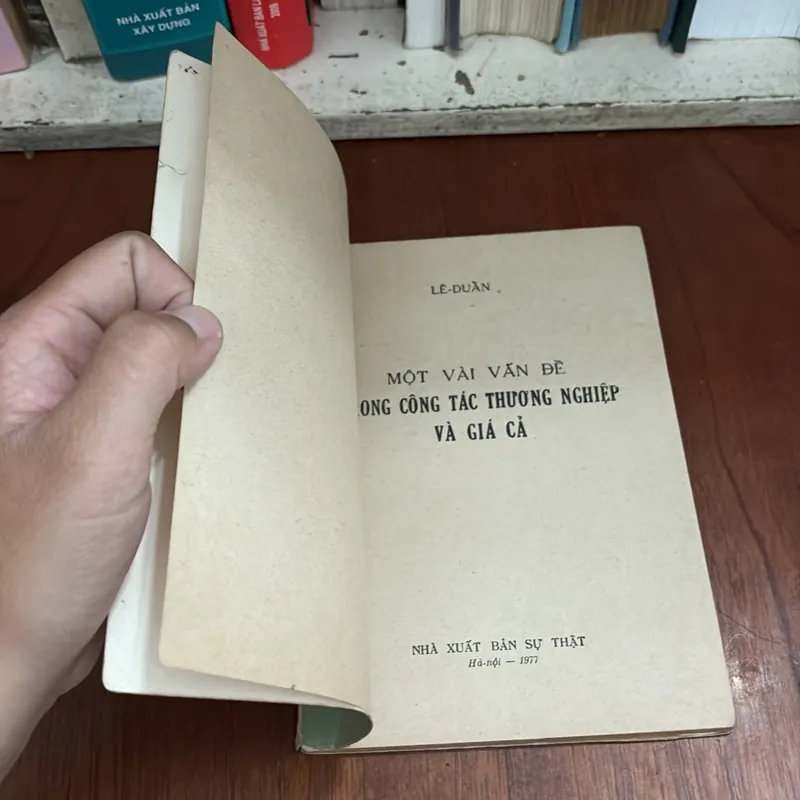 NHÀ XUẤT BẢN
XÂY DỰNG
LÊ-DUẨN
MỘT VÀI VẤN ĐỀ
ONG CÔNG TÁC THƯƠNG NGHIỆP
VÀ GIÁ CẢ
NHÀ XUẤT BẢN SỰ THẬT
Hà-nội — 1977